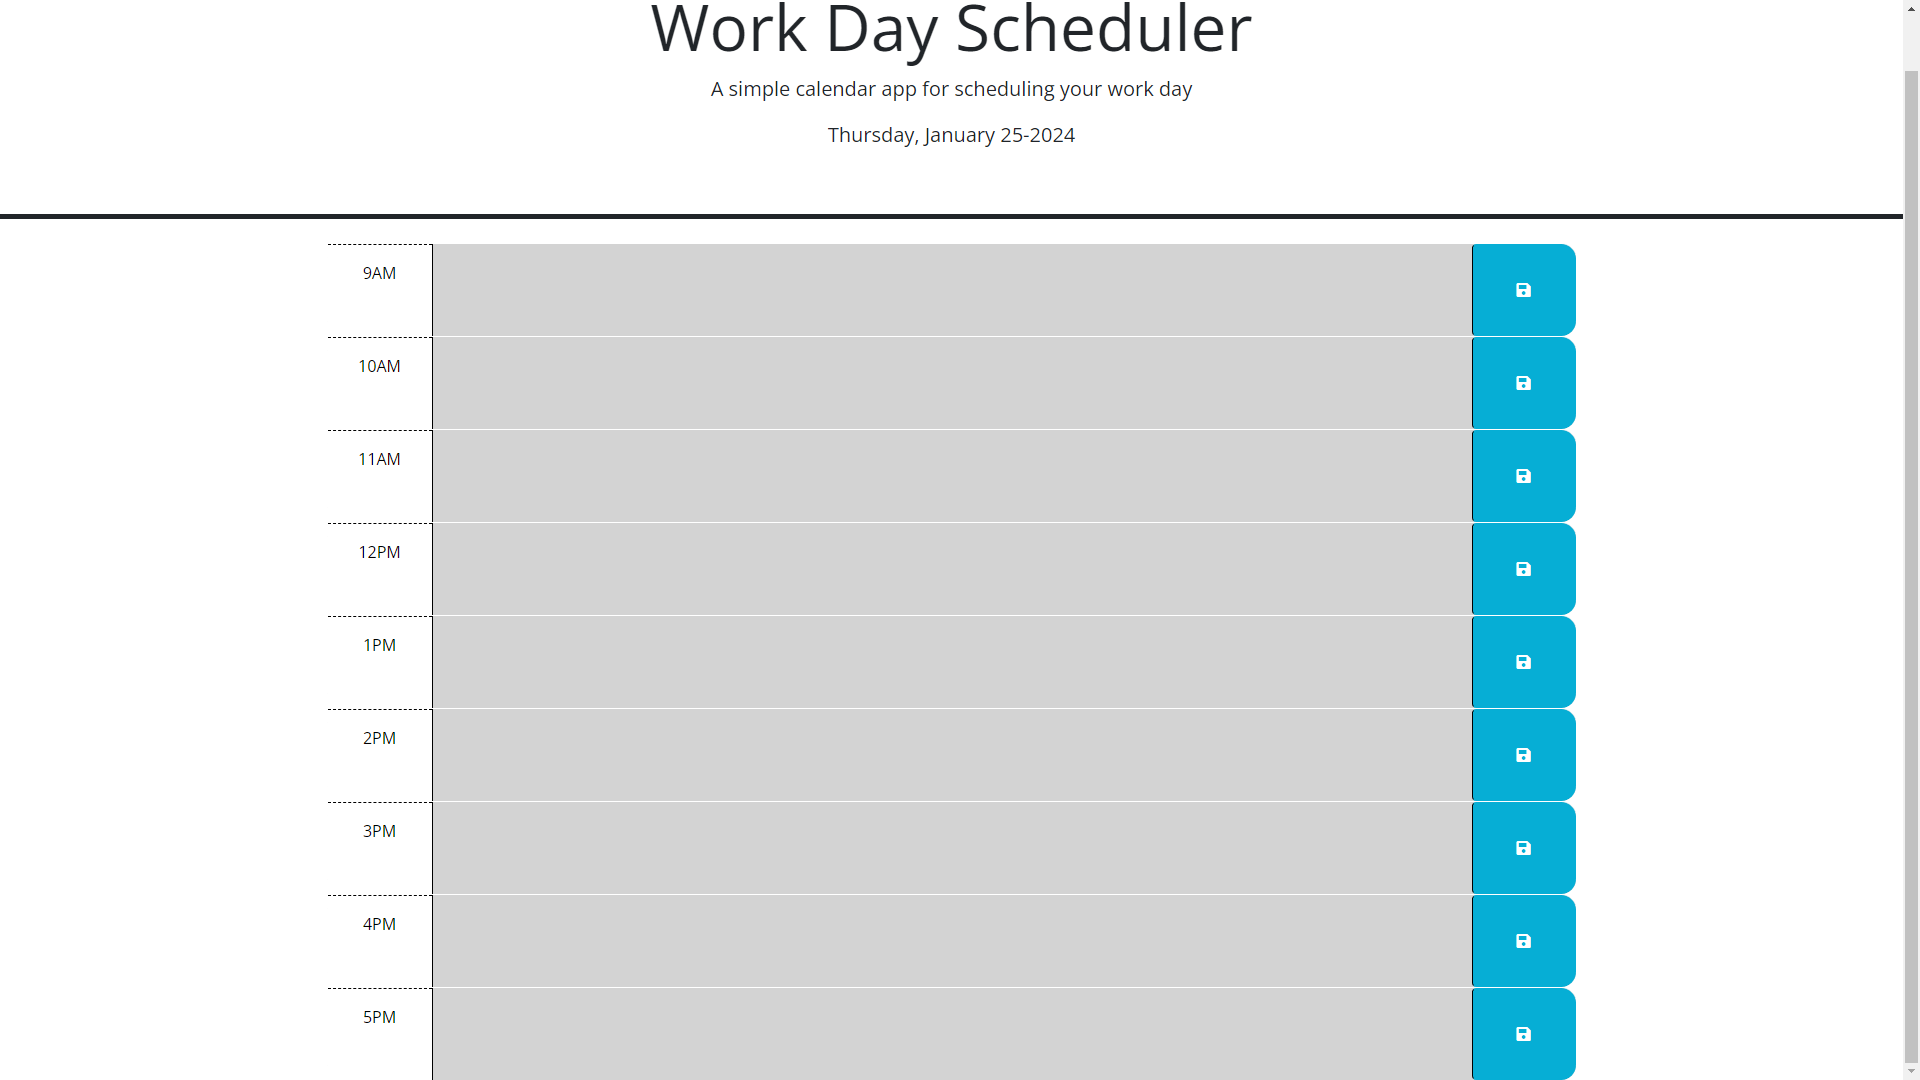 Work Day Scheduler
A simple calendar app for scheduling your work day
Thursday, January 25-2024
9AM
10AM
11AM
12PM
1PM
2PM
3PM
4PM
5PM